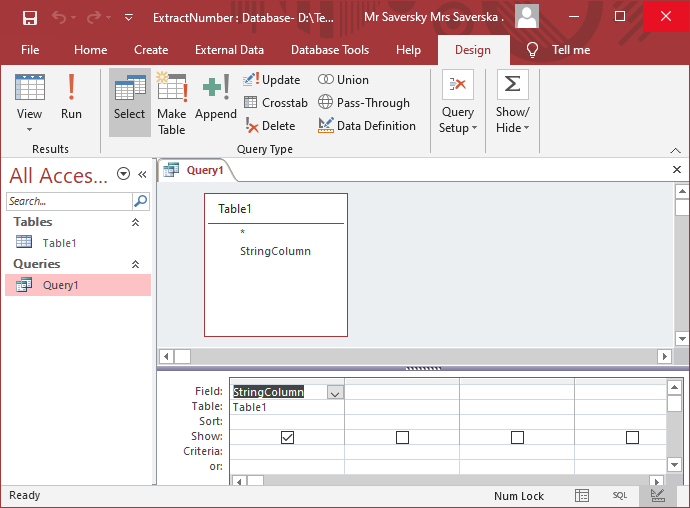 ExtractNumber : Database- D:\Te... Mr Saversky Mrs Saverska .
File Home Create External Data Database Tools Help Design Tell me
View
Run
Results
Select
Make Table
Append
Update
Crosstab
Delete
Union
Pass-Through
Data Definition
Query Type
Query Setup
Show/ Hide
All Acces...
Search...
Tables
Table1
Queries
Query1
Query1
Table1
*
StringColumn
Field: StringColumn
Table: Table1
Sort:
Show:
Criteria:
or:
Ready Num Lock SQL